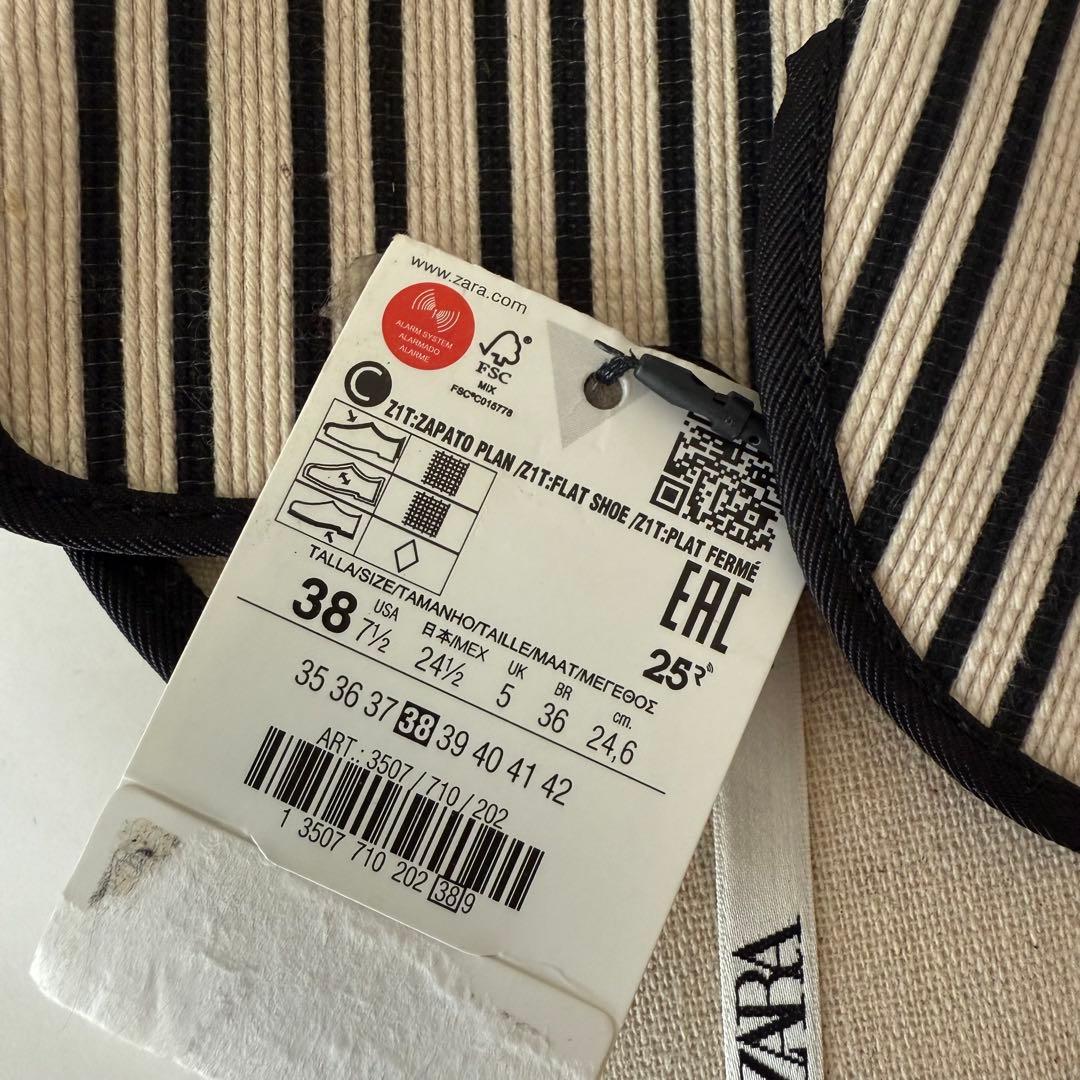 www.zara.com
ALARM SYSTEM
ALARMADO
ALARME
FSC®
MIX
FSC®C015778
C
Z1T:ZAPATO PLAN /Z1T:FLAT SHOE /Z1T:PLAT FERMÉ
EAC
25R
TALLA/SIZE/TAMANHO/TAILLE/MAAT/ΜΕΓΕΘΟΣ
USA 日本/MEX UK BR cm.
38 7½ 24½ 5 36 24,6
35 36 37 38 39 40 41 42
ART.: 3507 / 710 / 202
1 3507 710 202 38 9
ZARA